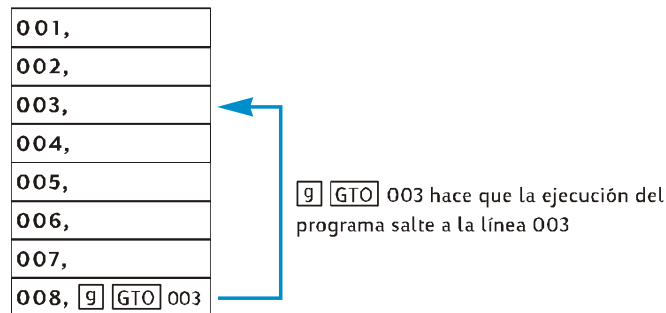 001,
002,
003,
004,
005,
006,
007,
008, g GTO 003
g GTO 003 hace que la ejecución del
programa salte a la línea 003